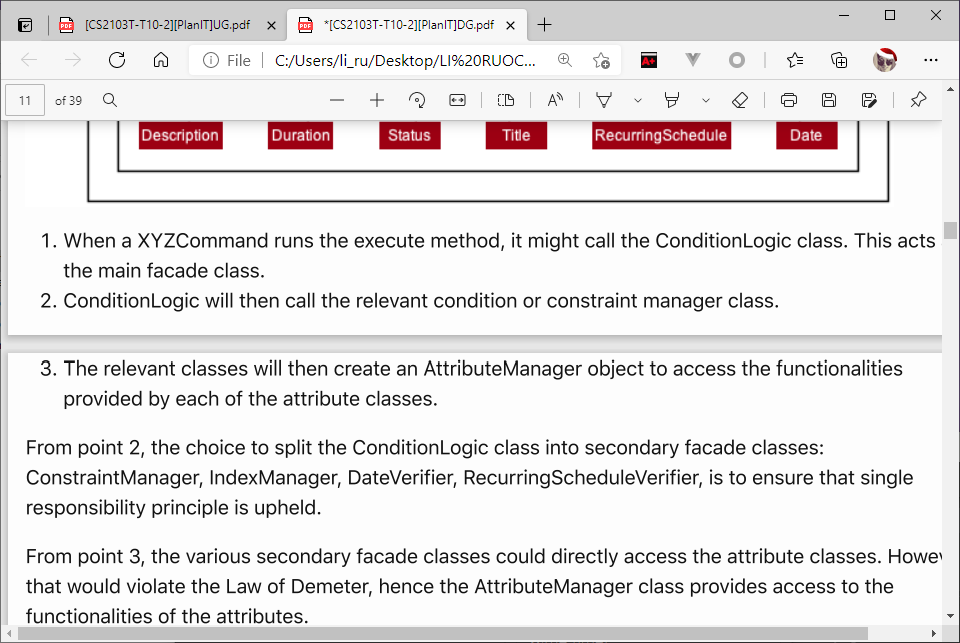 [CS2103T-T10-2][PlanIT]UG.pdf
*[CS2103T-T10-2][PlanIT]DG.pdf
File
C:/Users/li_ru/Desktop/LI%20RUOC...
A+
11 of 39
Description Duration Status Title RecurringSchedule Date
1. When a XYZCommand runs the execute method, it might call the ConditionLogic class. This acts
the main facade class.
2. ConditionLogic will then call the relevant condition or constraint manager class.
3. The relevant classes will then create an AttributeManager object to access the functionalities
provided by each of the attribute classes.
From point 2, the choice to split the ConditionLogic class into secondary facade classes:
ConstraintManager, IndexManager, DateVerifier, RecurringScheduleVerifier, is to ensure that single
responsibility principle is upheld.
From point 3, the various secondary facade classes could directly access the attribute classes. Howev
that would violate the Law of Demeter, hence the AttributeManager class provides access to the
functionalities of the attributes.